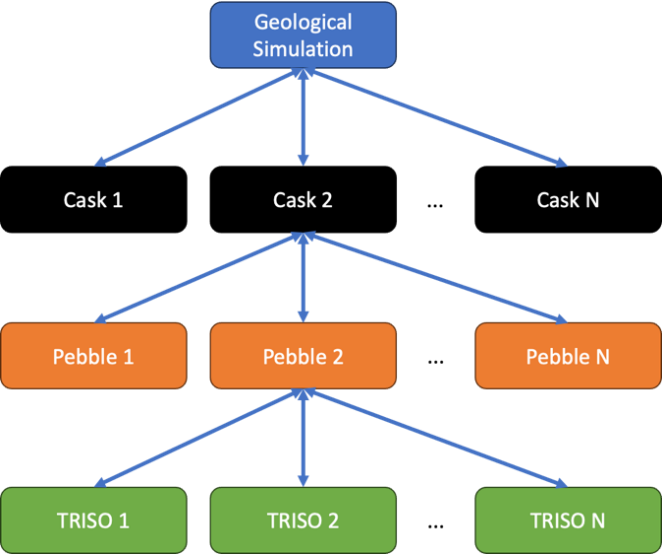 Geological
Simulation
Cask 1
Cask 2
...
Cask N
Pebble 1
Pebble 2
...
Pebble N
TRISO 1
TRISO 2
...
TRISO N